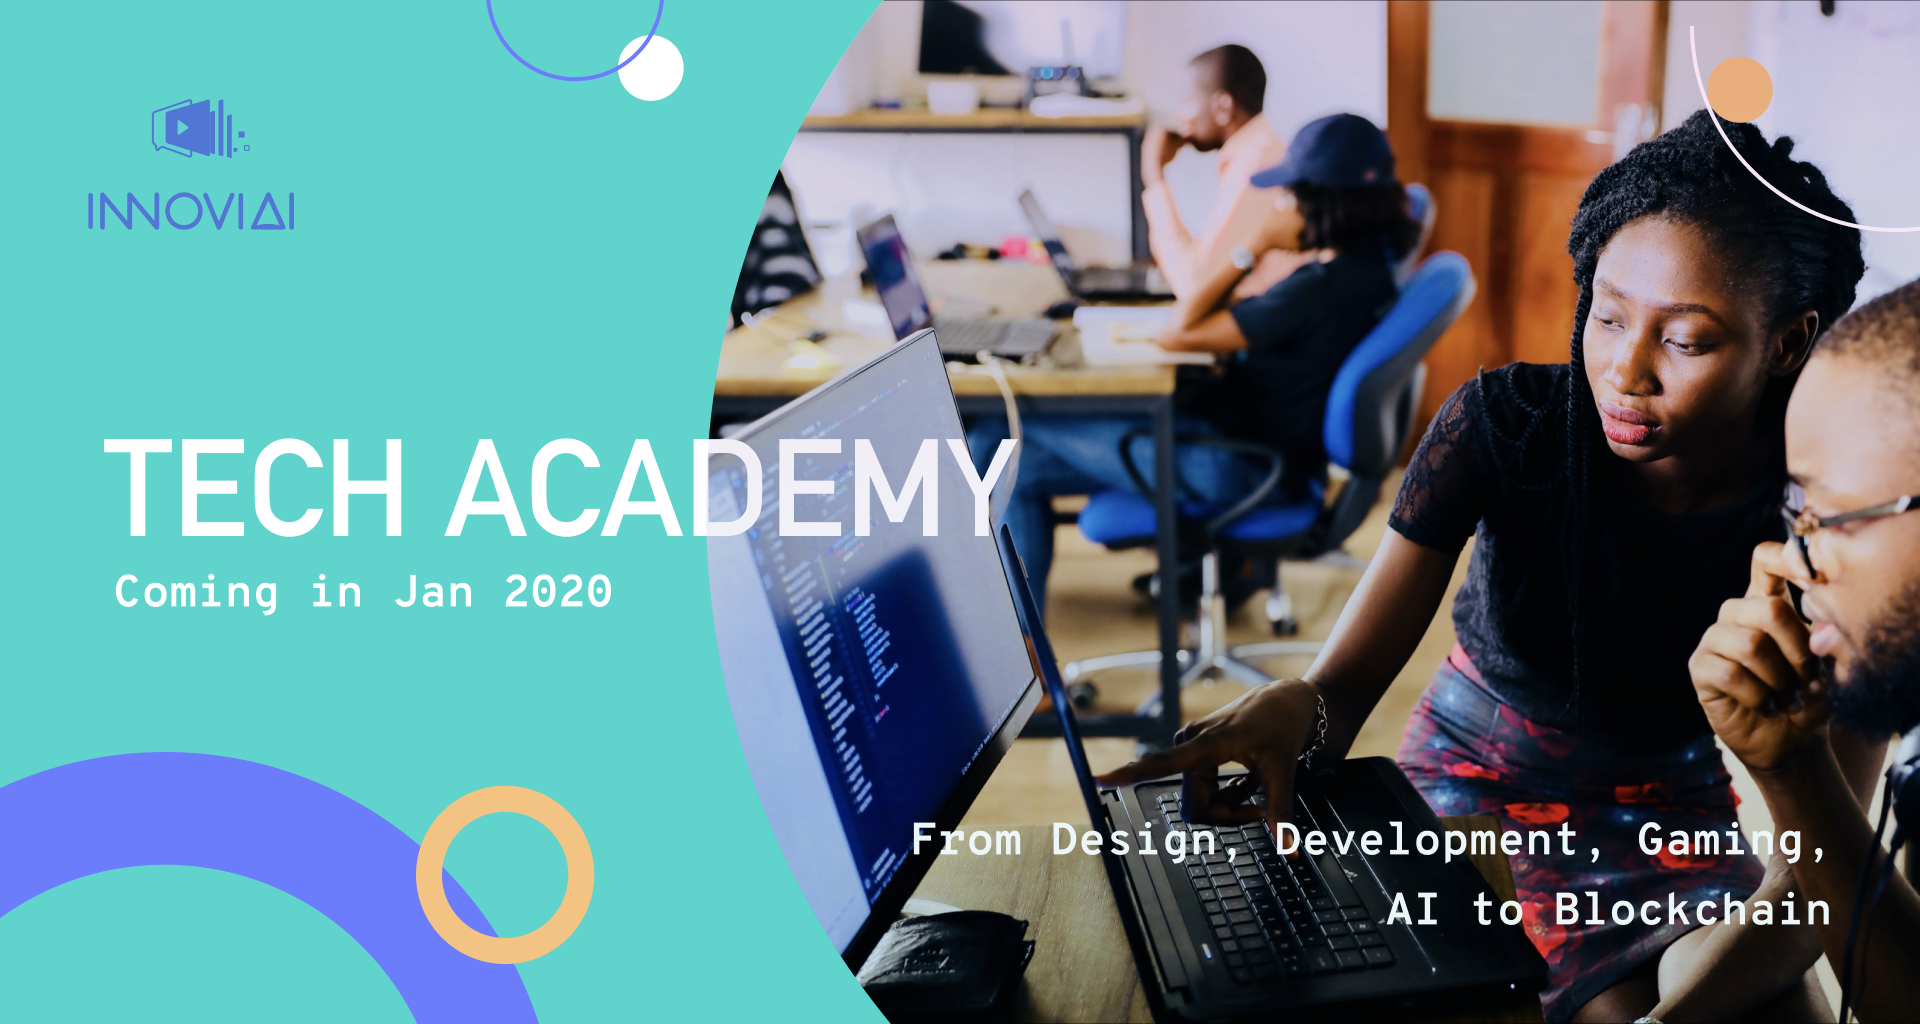 INNOVIAI
TECH ACADEMY
Coming in Jan 2020
From Design, Development, Gaming,
AI to Blockchain